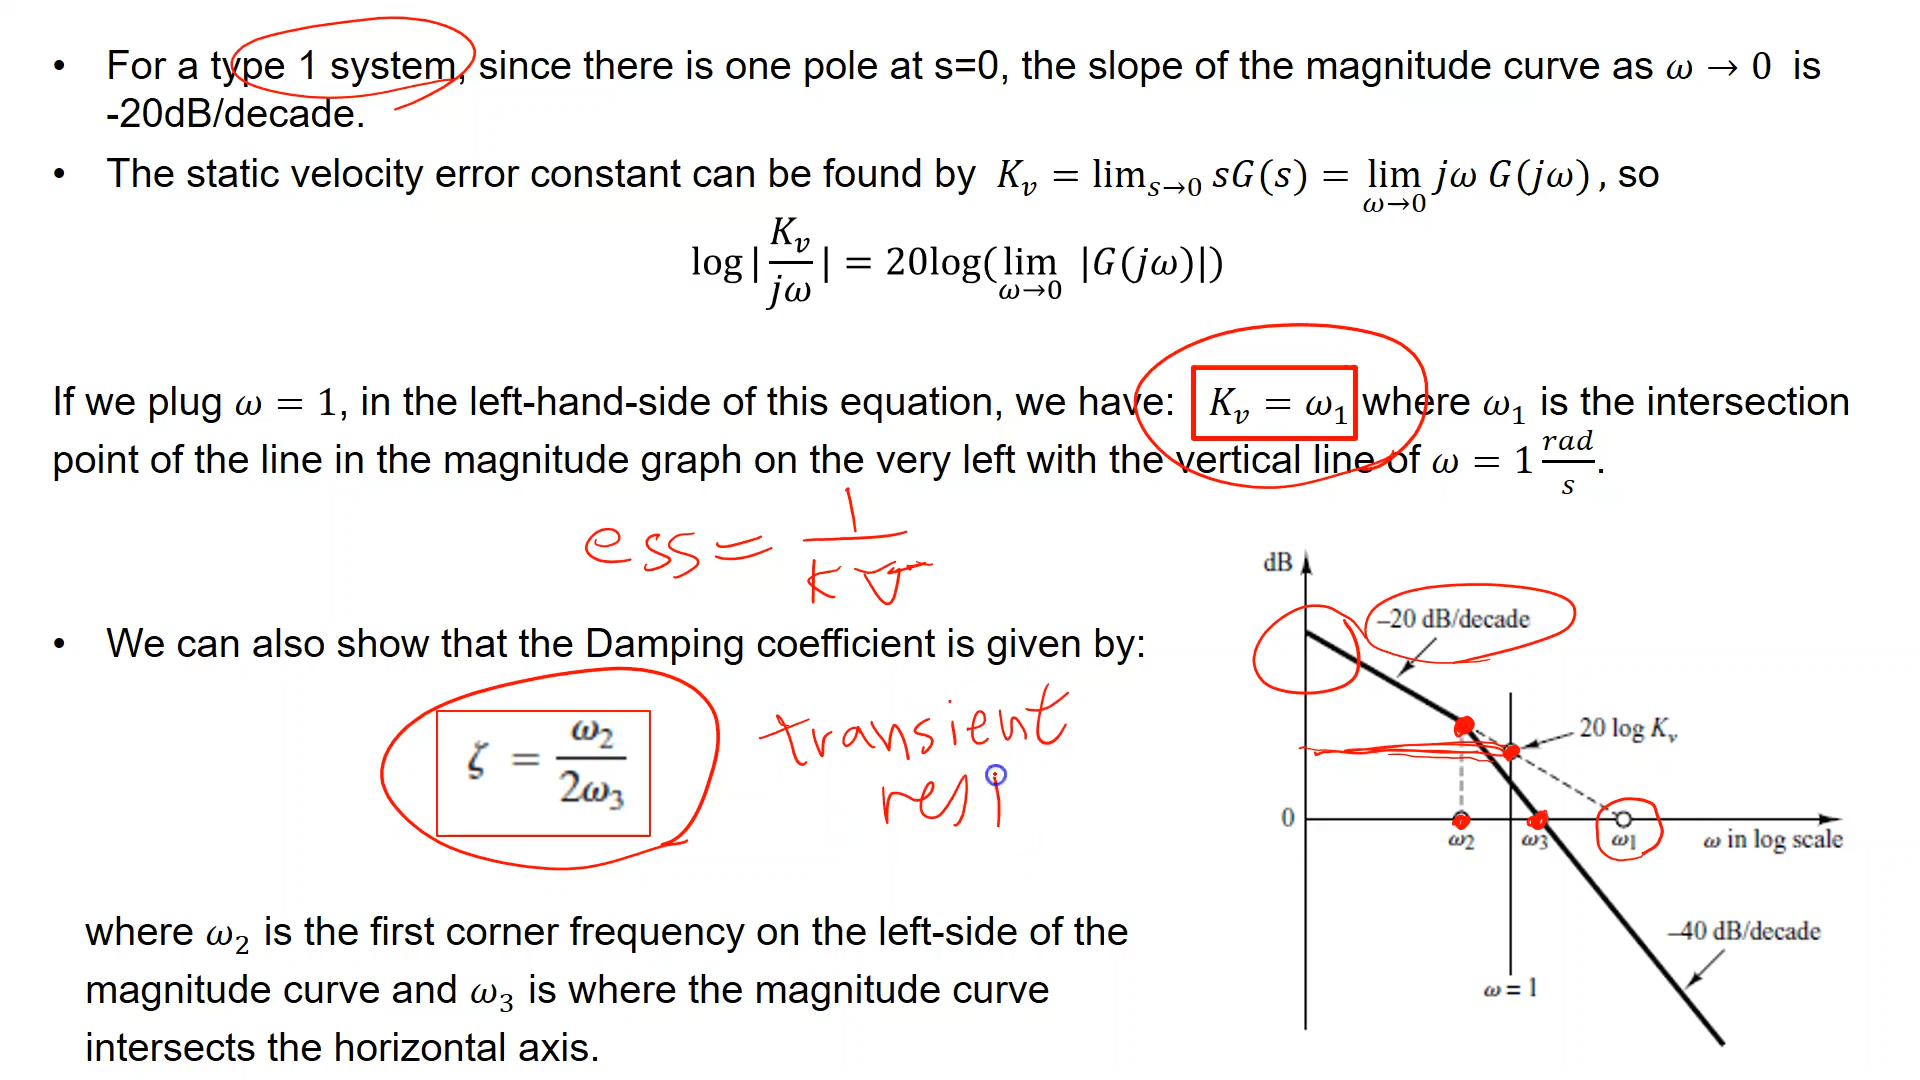 • For a type 1 system, since there is one pole at s=0, the slope of the magnitude curve as ω → 0 is
-20dB/decade.
• The static velocity error constant can be found by K_v = lim_{s→0} sG(s) = lim_{ω→0} jω G(jω), so
log|K_v/jω| = 20log(lim_{ω→0} |G(jω)|)
If we plug ω = 1, in the left-hand-side of this equation, we have: K_v = ω_1 where ω_1 is the intersection
point of the line in the magnitude graph on the very left with the vertical line of ω = 1 rad/s.
ess = 1/Kv
• We can also show that the Damping coefficient is given by:
ζ = ω_2/2ω_3
transient
resp
where ω_2 is the first corner frequency on the left-side of the
magnitude curve and ω_3 is where the magnitude curve
intersects the horizontal axis.
dB
–20 dB/decade
20 log K_v
0
ω_2 ω_3 ω_1 ω in log scale
–40 dB/decade
ω = 1